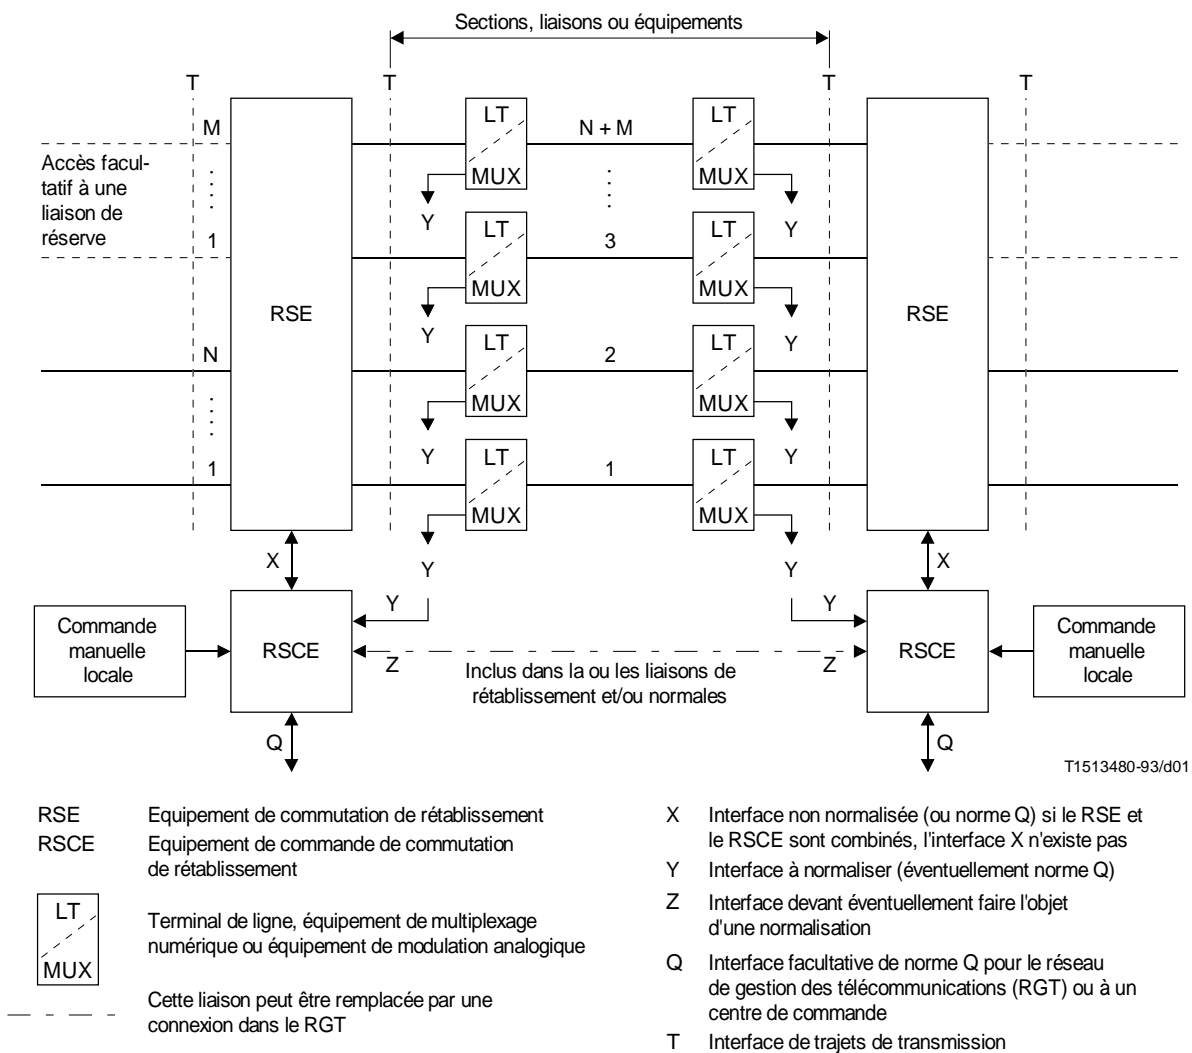 Sections, liaisons ou équipements
T T T T
M
LT LT
N + M
MUX MUX
Accès facul-
tatif à une
liaison de
réserve
Y Y
1
LT LT
3
MUX MUX
RSE RSE
Y Y
N
LT LT
2
MUX MUX
Y Y
1
LT LT
1
MUX MUX
X X
Y Y
Y Y
Commande
manuelle
locale
RSCE RSCE
Commande
manuelle
locale
Z Z
Inclus dans la ou les liaisons de
rétablissement et/ou normales
Q Q
T1513480-93/d01
RSE Equipement de commutation de rétablissement
RSCE Equipement de commande de commutation
de rétablissement
LT
MUX
Terminal de ligne, équipement de multiplexage
numérique ou équipement de modulation analogique
Cette liaison peut être remplacée par une
connexion dans le RGT
X Interface non normalisée (ou norme Q) si le RSE et
le RSCE sont combinés, l'interface X n'existe pas
Y Interface à normaliser (éventuellement norme Q)
Z Interface devant éventuellement faire l'objet
d'une normalisation
Q Interface facultative de norme Q pour le réseau
de gestion des télécommunications (RGT) ou à un
centre de commande
T Interface de trajets de transmission